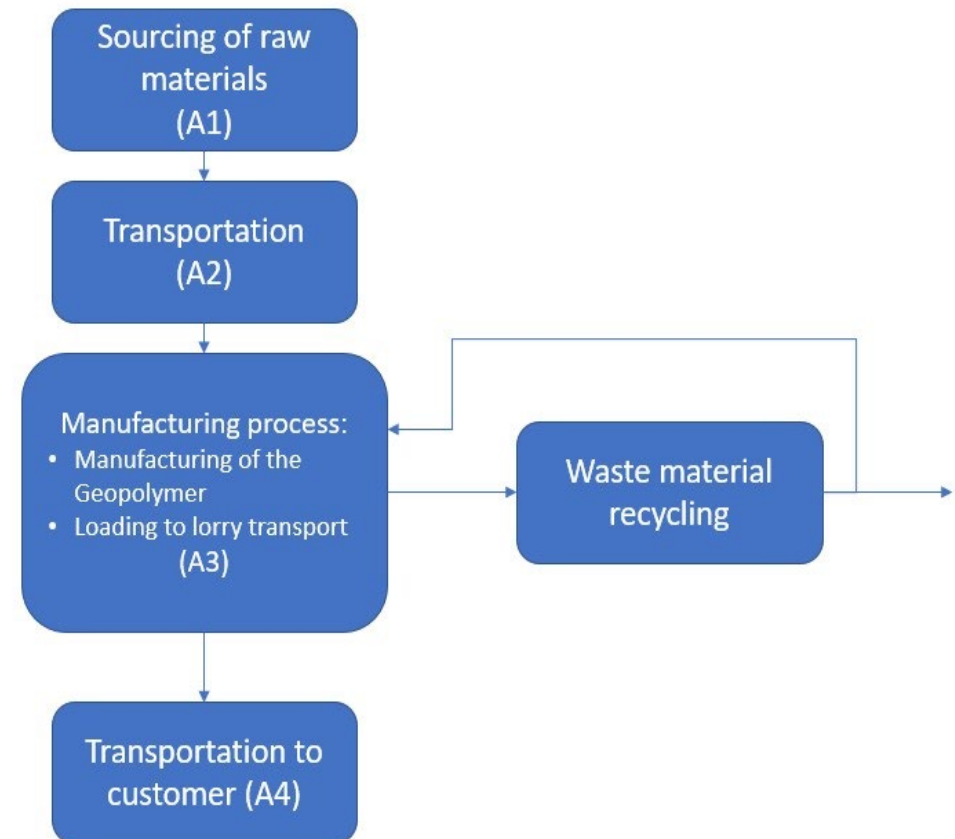 Sourcing of raw
materials
(A1)
Transportation
(A2)
Manufacturing process:
• Manufacturing of the
Geopolymer
• Loading to lorry transport
(A3)
Waste material
recycling
Transportation to
customer (A4)